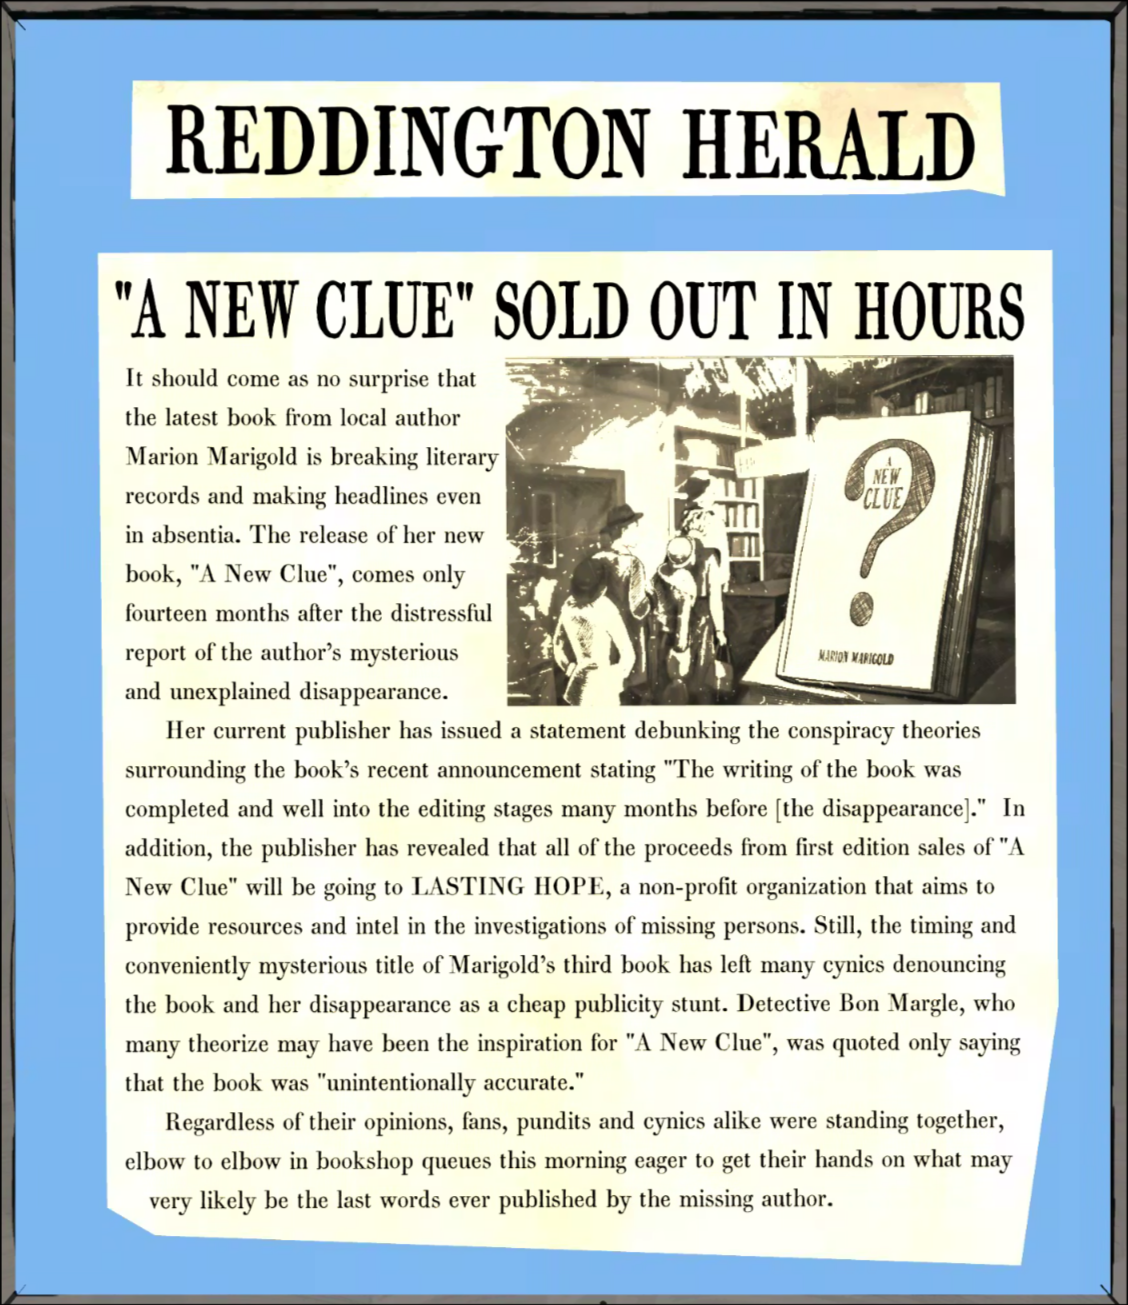 REDDINGTON HERALD
"A NEW CLUE" SOLD OUT IN HOURS
It should come as no surprise that
the latest book from local author
Marion Marigold is breaking literary
records and making headlines even
in absentia. The release of her new
book, "A New Clue", comes only
fourteen months after the distressful
report of the author's mysterious
and unexplained disappearance.
A
NEW
CLUE
MARION MARIGOLD
Her current publisher has issued a statement debunking the conspiracy theories
surrounding the book's recent announcement stating "The writing of the book was
completed and well into the editing stages many months before [the disappearance]." In
addition, the publisher has revealed that all of the proceeds from first edition sales of "A
New Clue" will be going to LASTING HOPE, a non-profit organization that aims to
provide resources and intel in the investigations of missing persons. Still, the timing and
conveniently mysterious title of Marigold's third book has left many cynics denouncing
the book and her disappearance as a cheap publicity stunt. Detective Bon Margle, who
many theorize may have been the inspiration for "A New Clue", was quoted only saying
that the book was "unintentionally accurate."
Regardless of their opinions, fans, pundits and cynics alike were standing together,
elbow to elbow in bookshop queues this morning eager to get their hands on what may
very likely be the last words ever published by the missing author.